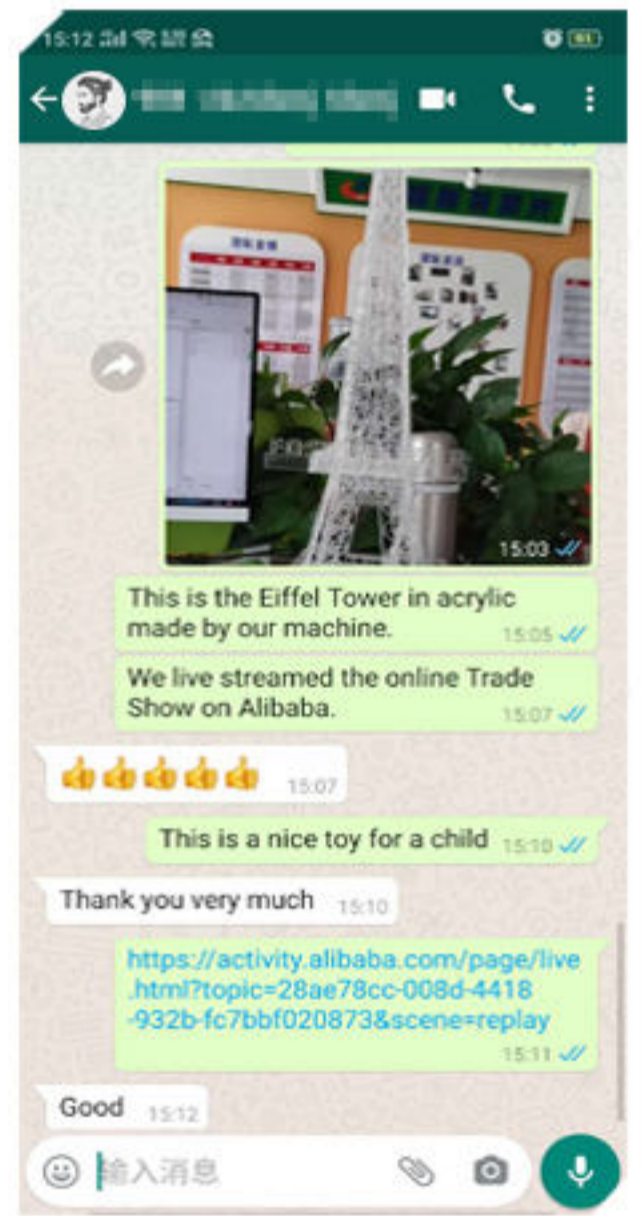 15:12
61
15:03
This is the Eiffel Tower in acrylic
made by our machine.
15:05
We live streamed the online Trade
Show on Alibaba.
15:07
15:07
This is a nice toy for a child
15:10
Thank you very much
15:10
https://activity.alibaba.com/page/live
.html?topic=28ae78cc-008d-4418
-932b-fc7bbf020873&scene=replay
15:11
Good
15:12
输入消息